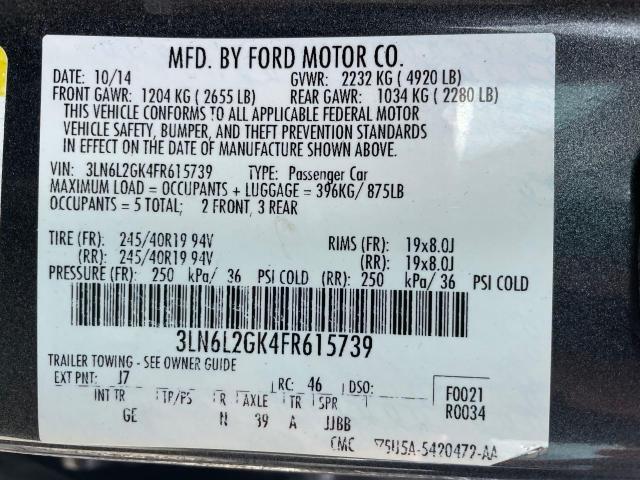 MFD. BY FORD MOTOR CO.
DATE: 10/14 GVWR: 2232 KG ( 4920 LB)
FRONT GAWR: 1204 KG ( 2655 LB) REAR GAWR: 1034 KG ( 2280 LB)
THIS VEHICLE CONFORMS TO ALL APPLICABLE FEDERAL MOTOR
VEHICLE SAFETY, BUMPER, AND THEFT PREVENTION STANDARDS
IN EFFECT ON THE DATE OF MANUFACTURE SHOWN ABOVE.
VIN: 3LN6L2GK4FR615739 TYPE: Passenger Car
MAXIMUM LOAD = OCCUPANTS + LUGGAGE = 396KG/ 875LB
OCCUPANTS = 5 TOTAL; 2 FRONT, 3 REAR
TIRE (FR): 245/40R19 94V RIMS (FR): 19x8.0J
(RR): 245/40R19 94V (RR): 19x8.0J
PRESSURE (FR): 250 kPa/ 36 PSI COLD (RR): 250 kPa/ 36 PSI COLD
3LN6L2GK4FR615739
TRAILER TOWING - SEE OWNER GUIDE
EXT PNT: J7 RC: 46 DSO: F0021
INT TR TP/PS R AXLE TR SPR R0034
GE N 39 A JJBB
CMC 5U5A-5420472-AA